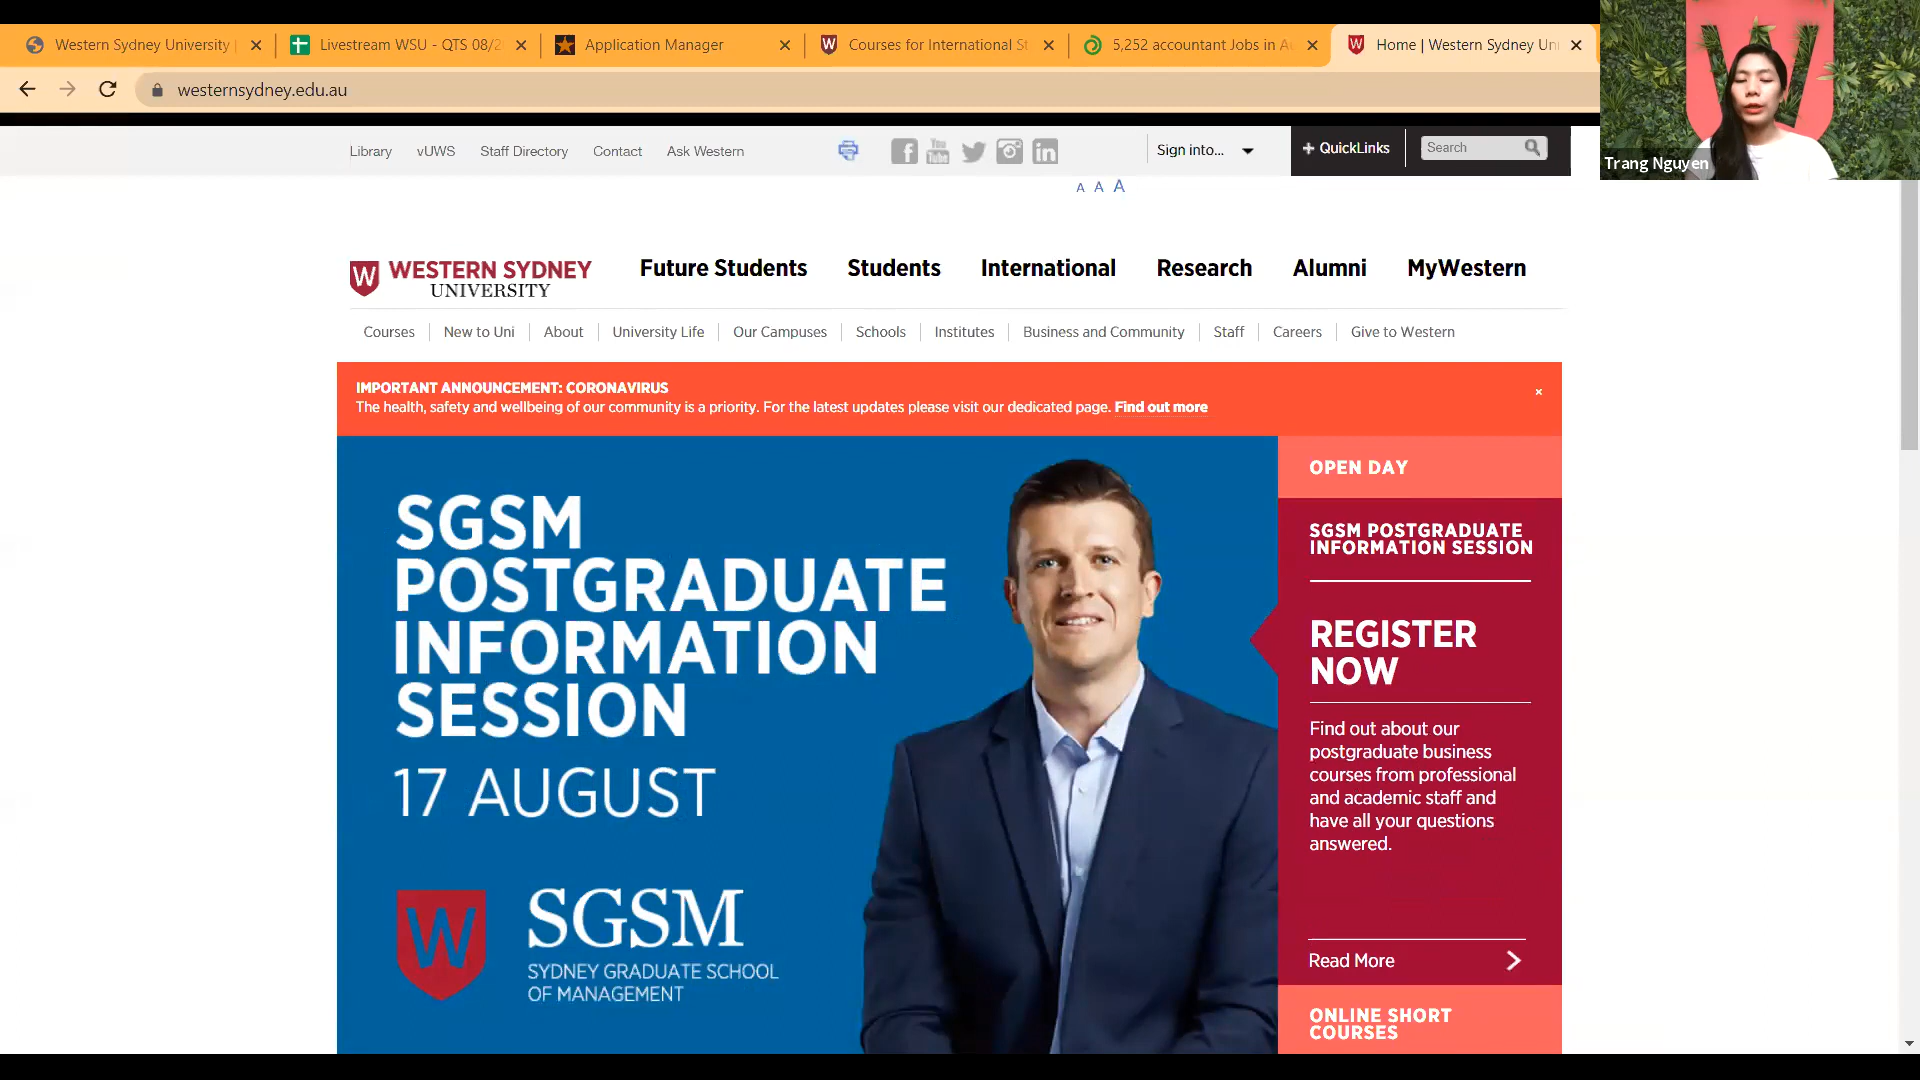 Western Sydney University |
Livestream WSU - QTS 08/2
Application Manager
Courses for International St
5,252 accountant Jobs in Au
Home | Western Sydney Uni
westernsydney.edu.au
Trang Nguyen
Library
vUWS
Staff Directory
Contact
Ask Western
You Tube
Sign into...
+ QuickLinks
Search
A A A
W WESTERN SYDNEY
UNIVERSITY
Future Students
Students
International
Research
Alumni
MyWestern
Courses
New to Uni
About
University Life
Our Campuses
Schools
Institutes
Business and Community
Staff
Careers
Give to Western
IMPORTANT ANNOUNCEMENT: CORONAVIRUS
The health, safety and wellbeing of our community is a priority. For the latest updates please visit our dedicated page. Find out more
SGSM
POSTGRADUATE
INFORMATION
SESSION
17 AUGUST
W
SGSM
SYDNEY GRADUATE SCHOOL
OF MANAGEMENT
OPEN DAY
SGSM POSTGRADUATE
INFORMATION SESSION
REGISTER
NOW
Find out about our
postgraduate business
courses from professional
and academic staff and
have all your questions
answered.
Read More
ONLINE SHORT
COURSES